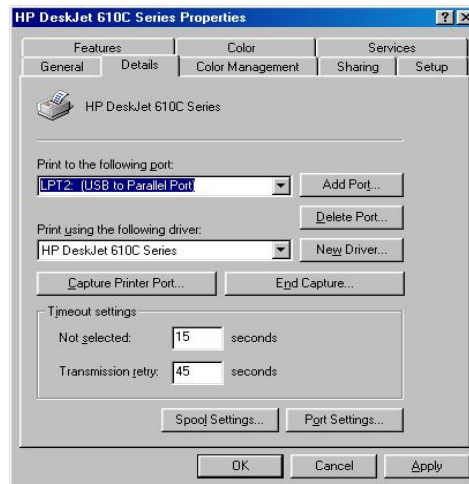 HP DeskJet 610C Series Properties
Features Color Services
General Details Color Management Sharing Setup
HP DeskJet 610C Series
Print to the following port:
LPT2: (USB to Parallel Port) Add Port...
Delete Port...
Print using the following driver:
HP DeskJet 610C Series New Driver...
Capture Printer Port... End Capture...
Timeout settings
Not selected: 15 seconds
Transmission retry: 45 seconds
Spool Settings... Port Settings...
OK Cancel Apply